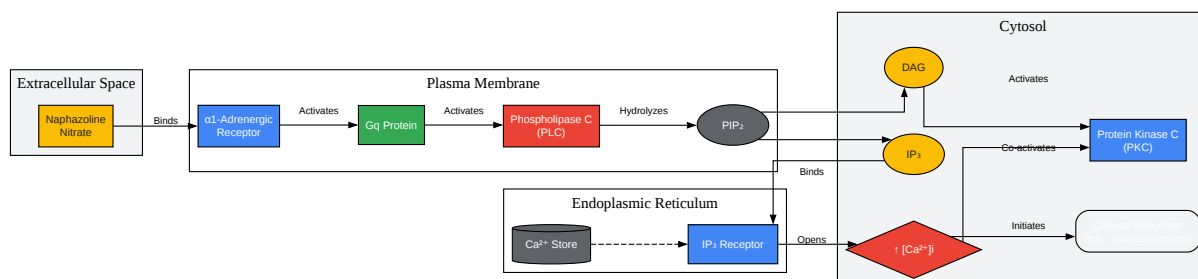 Extracellular Space
Naphazoline
Nitrate
Binds
Plasma Membrane
α1-Adrenergic
Receptor
Activates
Gq Protein
Activates
Phospholipase C
(PLC)
Hydrolyzes
PIP₂
Cytosol
DAG
Activates
IP₃
Binds
Co-activates
Protein Kinase C
(PKC)
Endoplasmic Reticulum
Ca²⁺ Store
IP₃ Receptor
Opens
↑ [Ca²⁺]i
Initiates
Cellular Response
(e.g., Vasoconstriction)